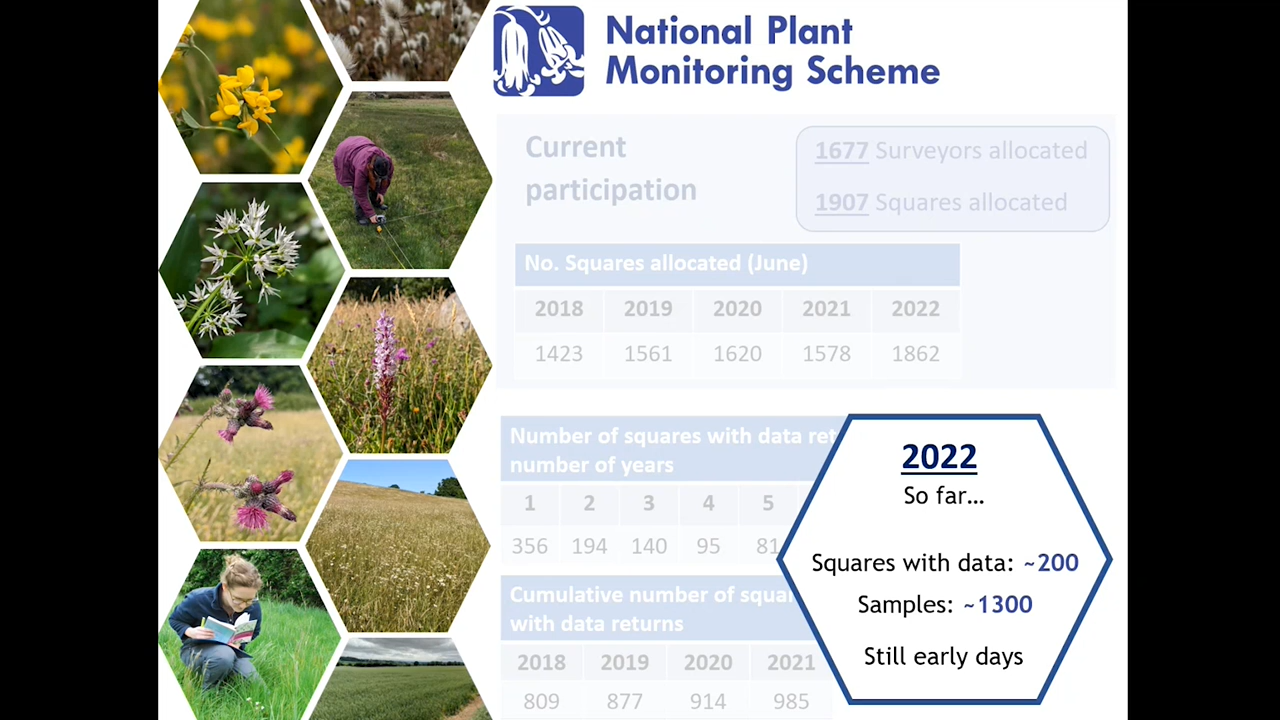 National Plant
Monitoring Scheme
Current
participation
1677 Surveyors allocated
1907 Squares allocated
No. Squares allocated (June)
2018 2019 2020 2021 2022
1423 1561 1620 1578 1862
Number of squares with data
number of years
1 2 3 4 5
356 194 140 95 81
Cumulative number of
with data returns
2018 2019 2020 2021
809 877 914 985
2022
So far...
Squares with data: ~200
Samples: ~1300
Still early days